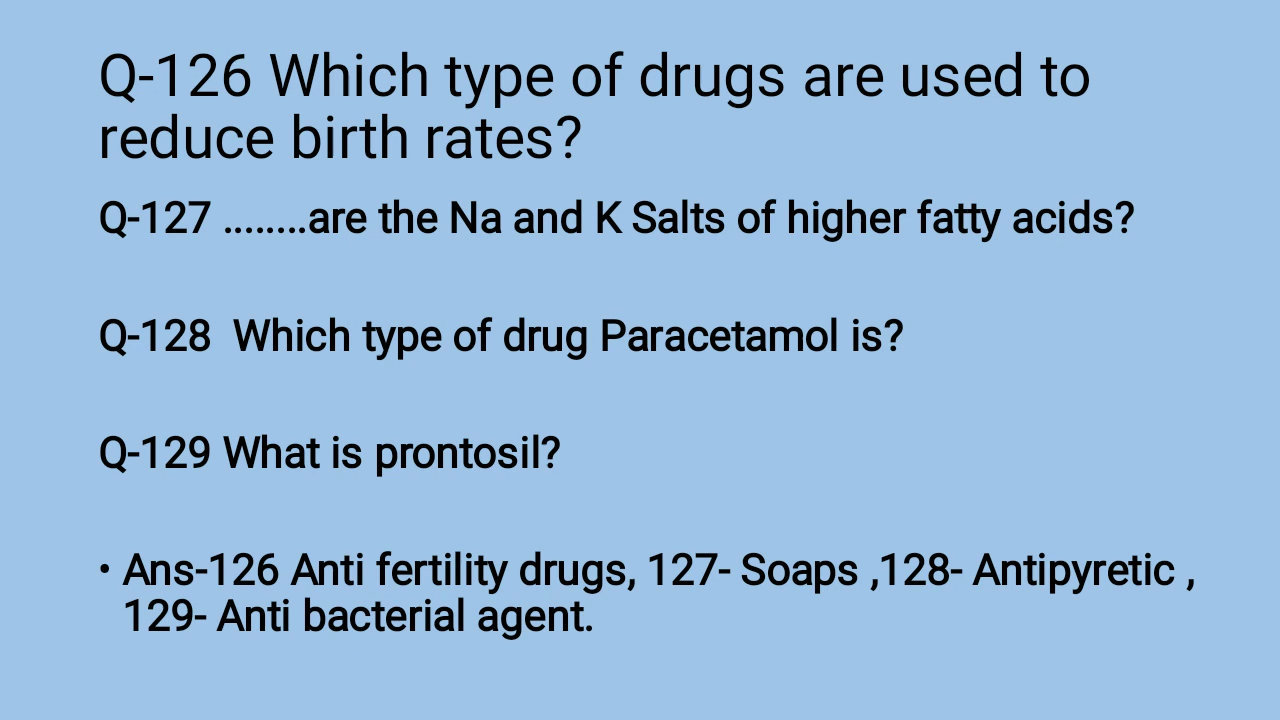 Q-126 Which type of drugs are used to
reduce birth rates?
Q-127 ........are the Na and K Salts of higher fatty acids?
Q-128  Which type of drug Paracetamol is?
Q-129 What is prontosil?
• Ans-126 Anti fertility drugs, 127- Soaps ,128- Antipyretic ,
129- Anti bacterial agent.